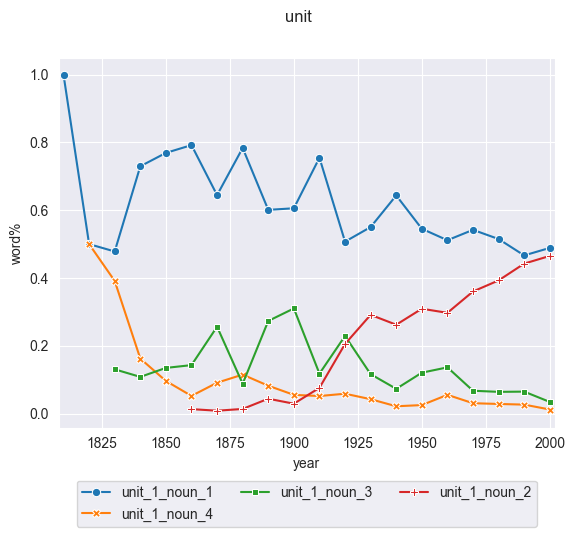 unit
1.0
0.8
0.6
0.4
0.2
0.0
word%
1825 1850 1875 1900 1925 1950 1975 2000
year
unit_1_noun_1 unit_1_noun_3 unit_1_noun_2
unit_1_noun_4